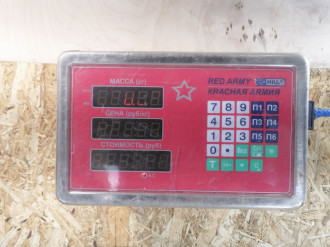 МАССА (кг)
RED ARMY
КРАСНАЯ АРМИЯ
ЦЕНА (руб/кг)
7 8 9 П1 П2
4 5 6 П3 П4
1 2 3 П5 П6
СТОИМОСТЬ (руб)
0
T C